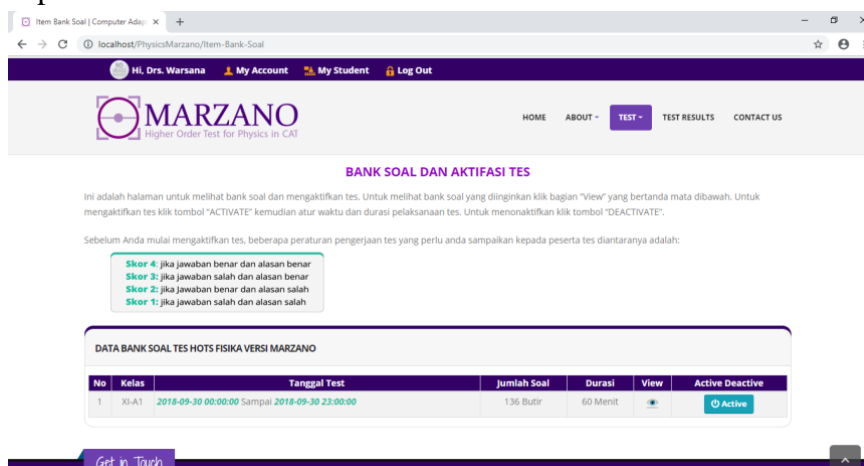 Item Bank Soal | Computer Adap
localhost/PhysicsMarzano/Item-Bank-Soal
Hi, Drs. Warsana My Account My Student Log Out
MARZANO
Higher Order Test for Physics in CAT
HOME ABOUT TEST TEST RESULTS CONTACT US
BANK SOAL DAN AKTIFASI TES
Ini adalah halaman untuk melihat bank soal dan mengaktifkan tes. Untuk melihat bank soal yang diinginkan klik bagian "View" yang bertanda mata dibawah. Untuk
mengaktifkan tes klik tombol "ACTIVATE" kemudian atur waktu dan durasi pelaksanaan tes. Untuk menonaktifkan klik tombol "DEACTIVATE".
Sebelum Anda mulai mengaktifkan tes, beberapa peraturan pengerjaan tes yang perlu anda sampaikan kepada peserta tes diantaranya adalah:
Skor 4: jika jawaban benar dan alasan benar
Skor 3: jika jawaban salah dan alasan benar
Skor 2: jika Jawaban benar dan alasan salah
Skor 1: jika jawaban salah dan alasan salah
DATA BANK SOAL TES HOTS FISIKA VERSI MARZANO
No Kelas Tanggal Test Jumlah Soal Durasi View Active Deactive
1 XI-A1 2018-09-30 00:00:00 Sampai 2018-09-30 23:00:00 136 Butir 60 Menit Active
Get in Touch